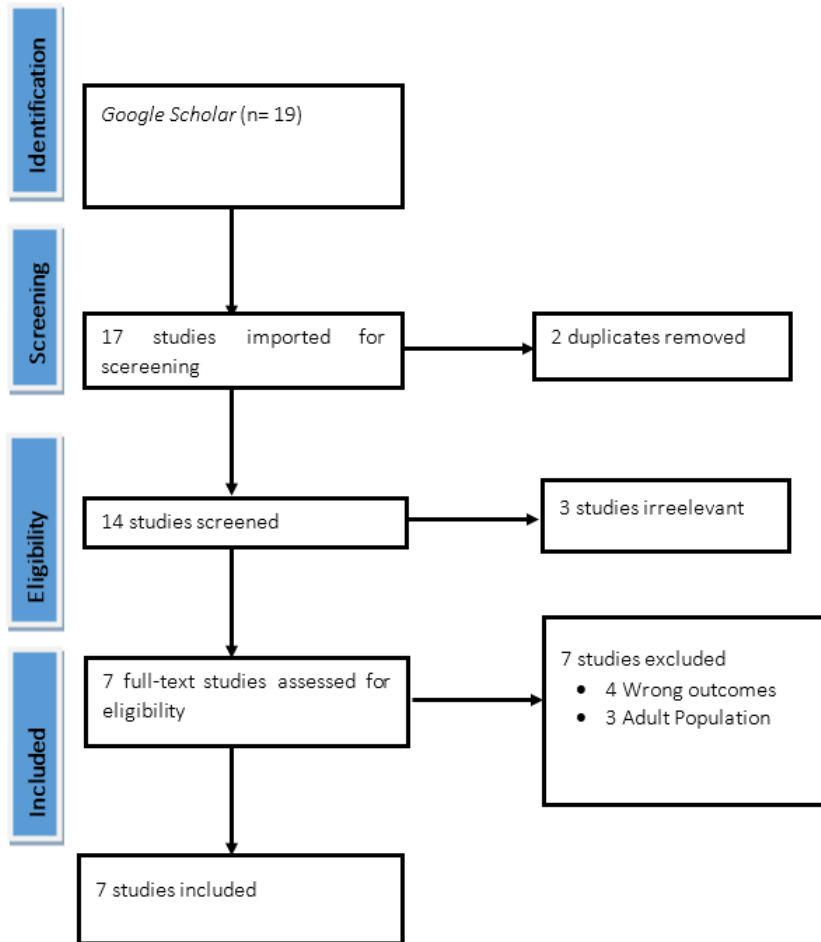 Identification
Google Scholar (n= 19)
Screening
17 studies imported for
scereening
2 duplicates removed
Eligibility
14 studies screened
3 studies irreelevant
Included
7 full-text studies assessed for
eligibility
7 studies excluded
• 4 Wrong outcomes
• 3 Adult Population
7 studies included